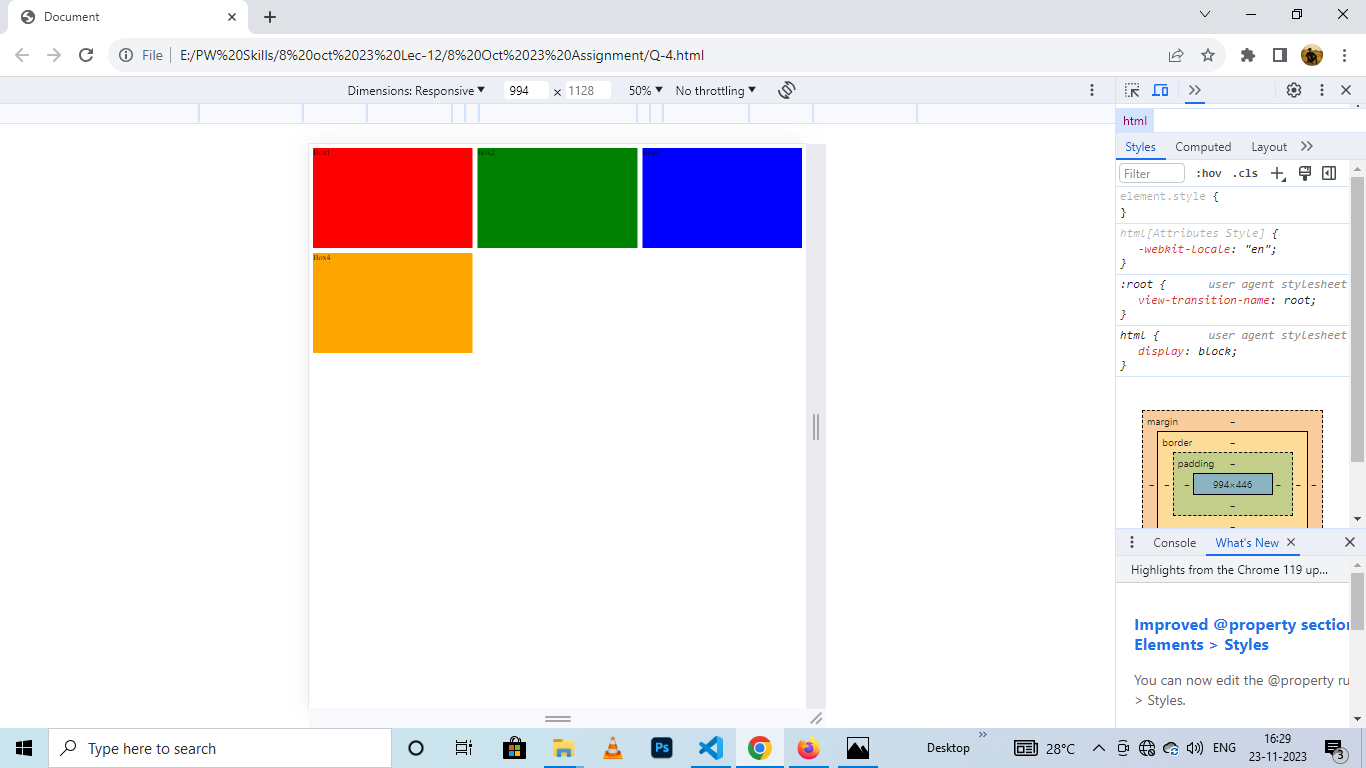 Document
File
E:/PW%20Skills/8%20oct%2023%20Lec-12/8%20Oct%2023%20Assignment/Q-4.html
Dimensions: Responsive 994 × 1128 50% No throttling
html
Styles Computed Layout
Filter :hov .cls
element.style {
}
html[Attributes Style] {
-webkit-locale: "en";
}
:root { user agent stylesheet
view-transition-name: root;
}
html { user agent stylesheet
display: block;
}
margin –
border –
padding –
– – – 994×446 – – –
–
–
Box1 Box2
Box4
Console What's New
Highlights from the Chrome 119 up...
Improved @property section
Elements > Styles
You can now edit the @property ru
> Styles.
Type here to search
Ps
Desktop
28°C
ENG
16:29
23-11-2023
3